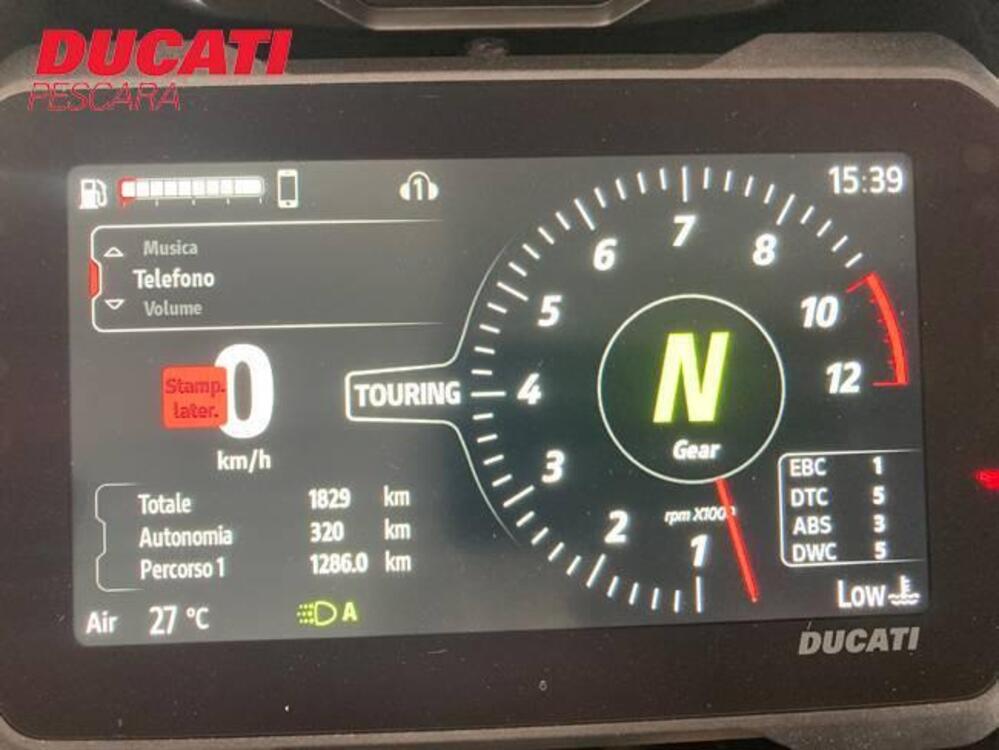 DUCATI
PESCARA
1
15:39
Musica
Telefono
Volume
Stamp.
later.
0
km/h
TOURING
1
2
3
4
5
6
7
8
10
12
N
Gear
rpm X1000
EBC 1
DTC 5
ABS 3
DWC 5
Totale 1829 km
Autonomia 320 km
Percorso 1 1286.0 km
Air 27 °C
A
Low
DUCATI